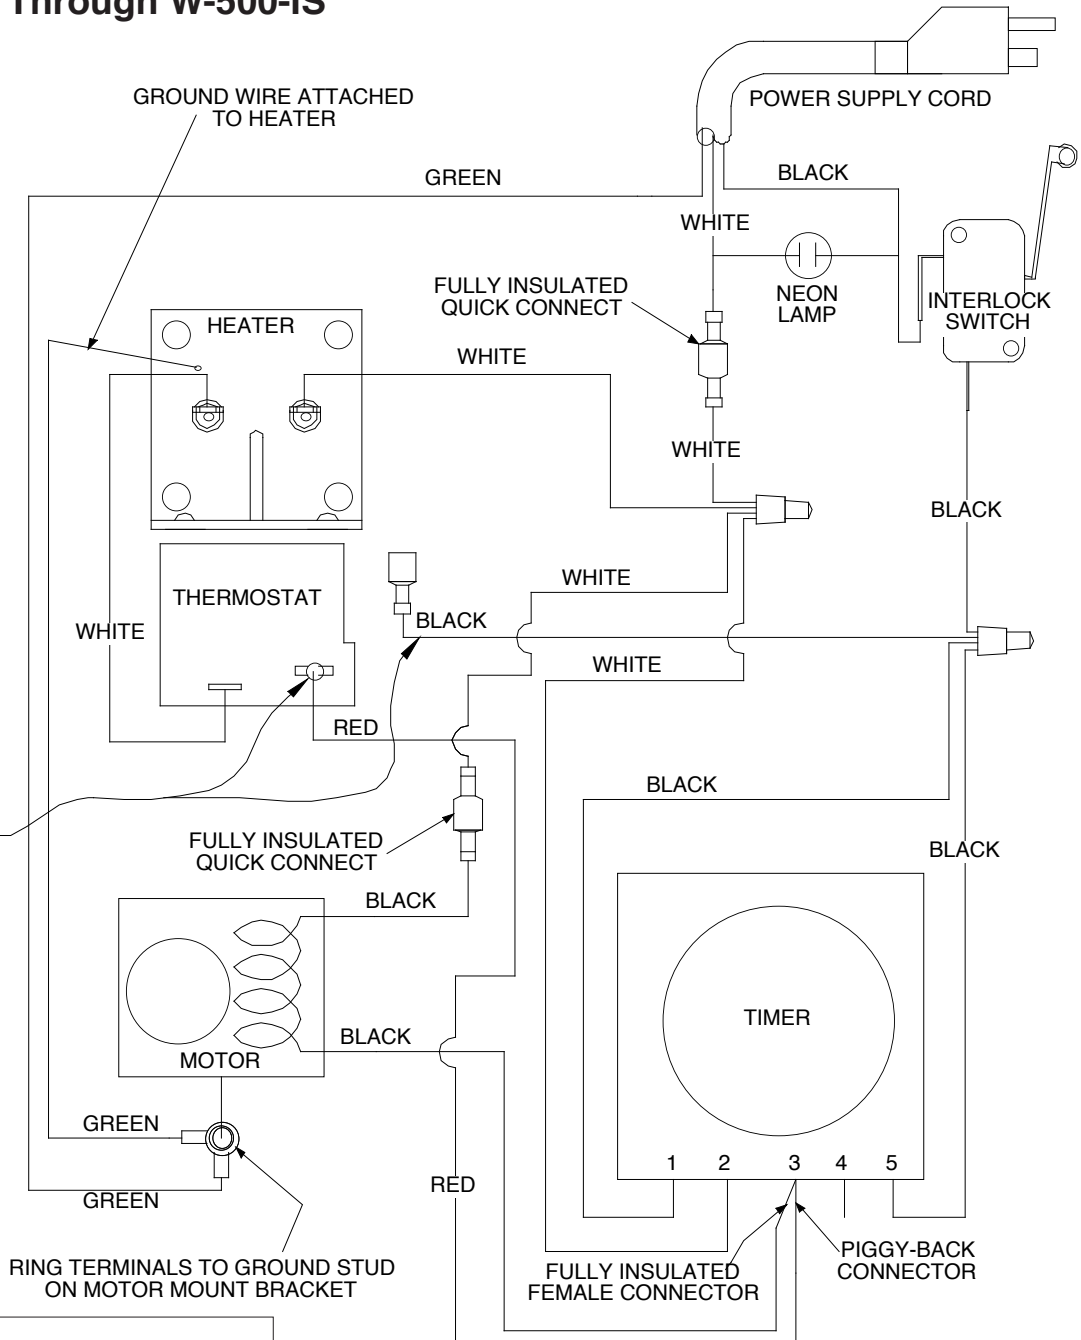 Through W-500-IS
GROUND WIRE ATTACHED
TO HEATER
POWER SUPPLY CORD
GREEN
BLACK
WHITE
FULLY INSULATED
QUICK CONNECT
NEON
LAMP
INTERLOCK
SWITCH
HEATER
WHITE
WHITE
BLACK
THERMOSTAT
WHITE
BLACK
WHITE
WHITE
RED
BLACK
FULLY INSULATED
QUICK CONNECT
BLACK
BLACK
TIMER
BLACK
MOTOR
GREEN
1 2 3 4 5
RED
GREEN
RING TERMINALS TO GROUND STUD
ON MOTOR MOUNT BRACKET
FULLY INSULATED
FEMALE CONNECTOR
PIGGY-BACK
CONNECTOR